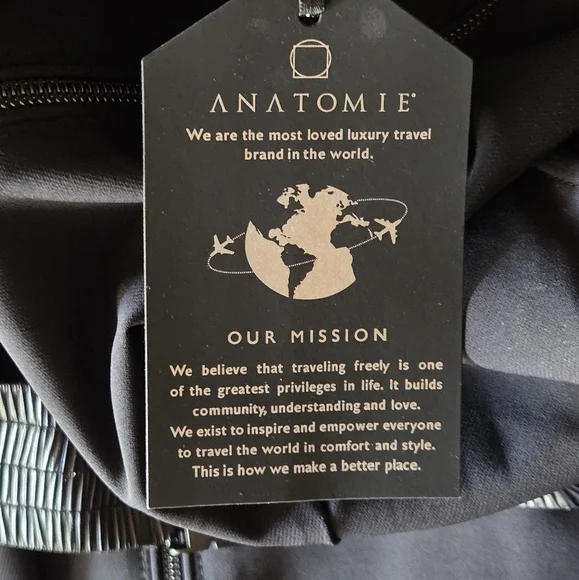 ANATOMIE®
We are the most loved luxury travel
brand in the world.
OUR MISSION
We believe that traveling freely is one
of the greatest privileges in life. It builds
community, understanding and love.
We exist to inspire and empower everyone
to travel the world in comfort and style.
This is how we make a better place.